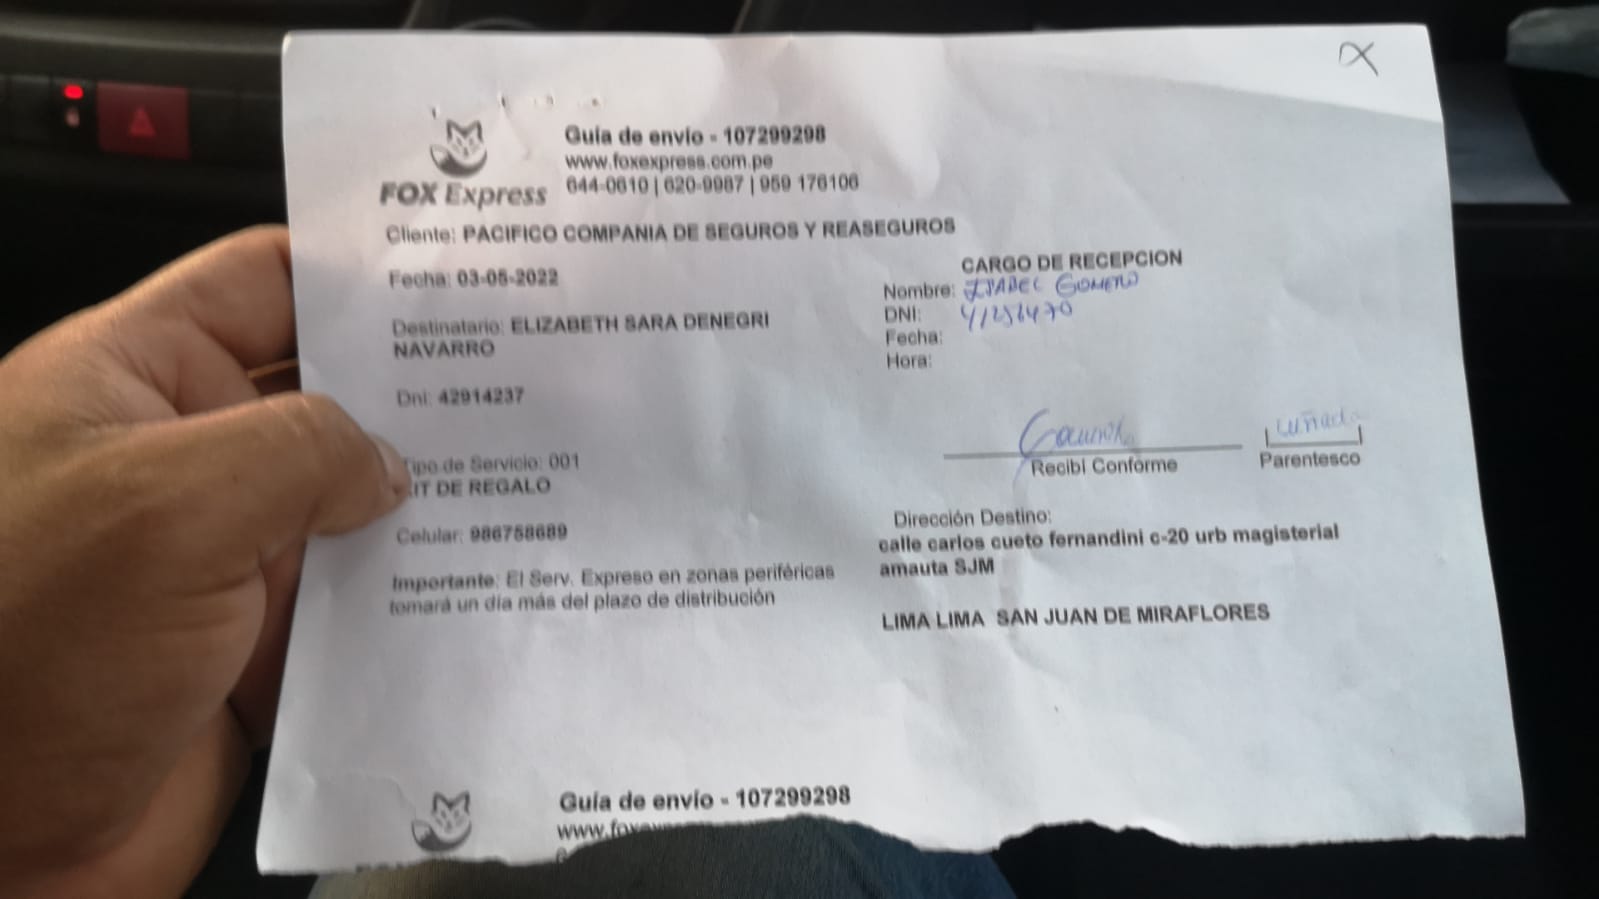 Guía de envío - 107299298
www.foxexpress.com.pe
644-0610 | 620-9987 | 959 176106
FOX Express
Cliente: PACIFICO COMPANIA DE SEGUROS Y REASEGUROS
Fecha: 03-05-2022
Destinatario: ELIZABETH SARA DENEGRI
NAVARRO
Dni: 42914237
Tipo de Servicio: 001
KIT DE REGALO
Celular: 986758689
Importante: El Serv. Expreso en zonas periféricas
tomará un día más del plazo de distribución
CARGO DE RECEPCION
Nombre: ISABEL GOMERO
DNI:
Fecha:
Hora:
Recibí Conforme
cuñada
Parentesco
Dirección Destino:
calle carlos cueto fernandini c-20 urb magisterial
amauta SJM
LIMA LIMA SAN JUAN DE MIRAFLORES
Guía de envío - 107299298